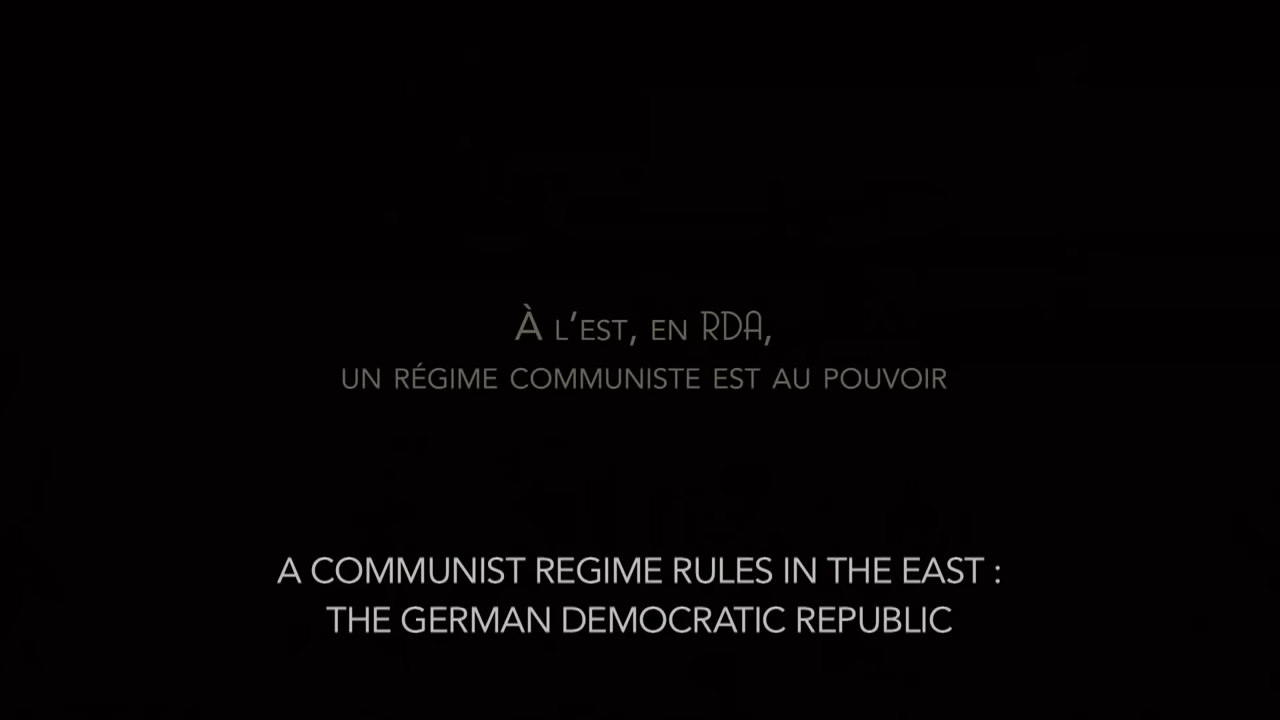 À L'EST, EN RDA,
UN RÉGIME COMMUNISTE EST AU POUVOIR
A COMMUNIST REGIME RULES IN THE EAST :
THE GERMAN DEMOCRATIC REPUBLIC